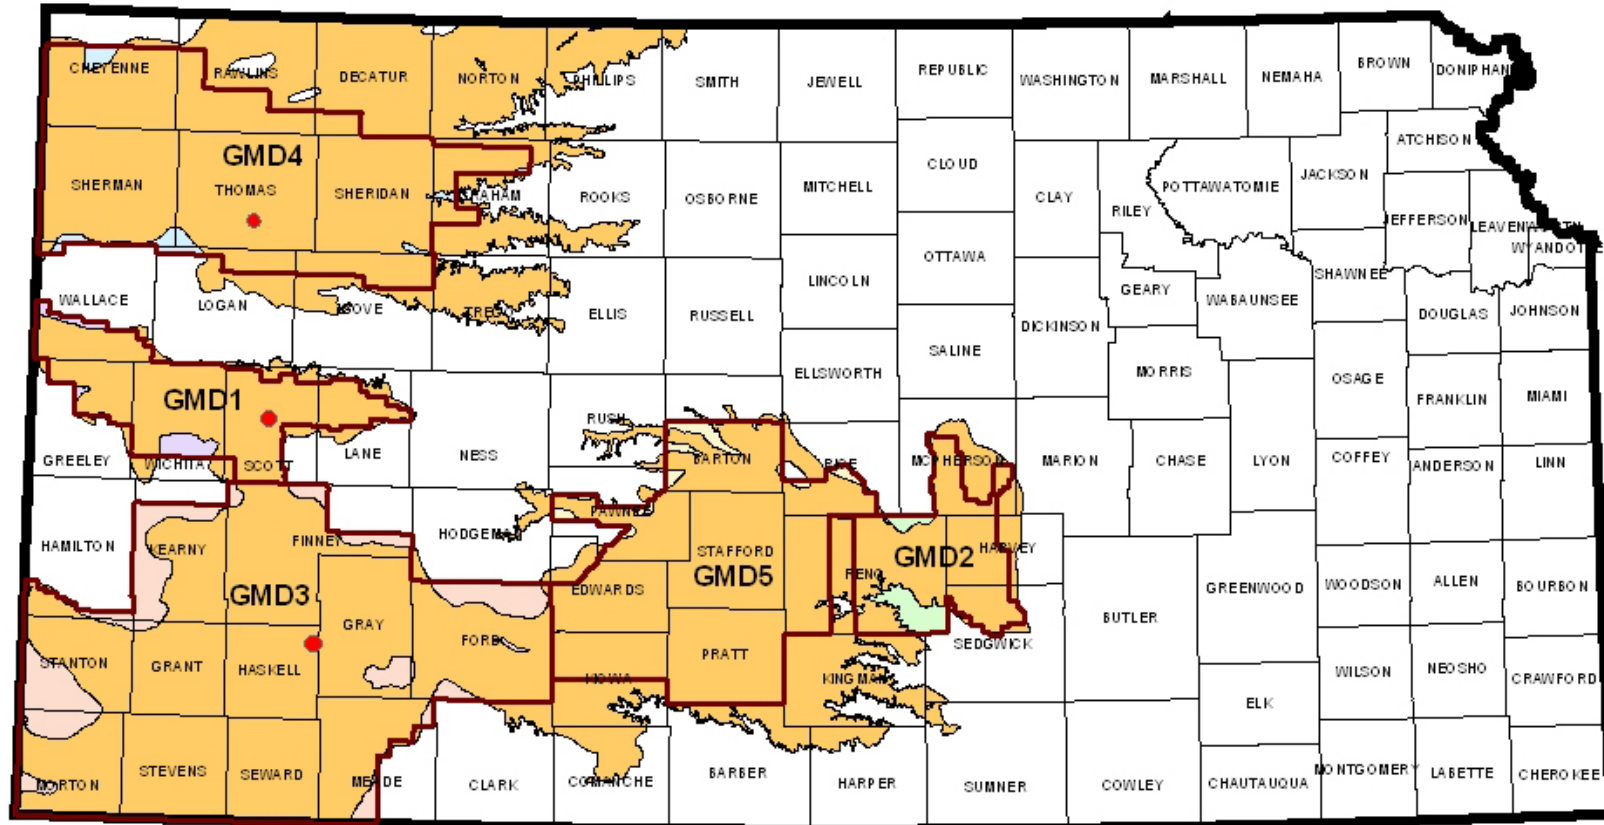 CHEYENNE
RAWLINS
DECATUR
NORTON
PHILLIPS
SMITH
JEWELL
REPUBLIC
WASHINGTON
MARSHALL
NEMAHA
BROWN
DONIPHAN
ATCHISON
GMD4
SHERMAN
THOMAS
SHERIDAN
GRAHAM
ROOKS
OSBORNE
MITCHELL
CLOUD
CLAY
RILEY
POTTAWATOMIE
JACKSON
JEFFERSON
LEAVENWORTH
WYANDOTTE
WALLACE
LOGAN
GOVE
TREGO
ELLIS
RUSSELL
LINCOLN
OTTAWA
DICKINSON
GEARY
WABAUNSEE
SHAWNEE
DOUGLAS
JOHNSON
SALINE
ELLSWORTH
MORRIS
OSAGE
FRANKLIN
MIAMI
GMD1
GREELEY
WICHITA
SCOTT
LANE
NESS
RUSH
BARTON
RICE
MCPHERSON
MARION
CHASE
LYON
COFFEY
ANDERSON
LINN
HAMILTON
KEARNY
FINNEY
HODGEMAN
PAWNEE
STAFFORD
GMD5
RENO
GMD2
HARVEY
GREENWOOD
WOODSON
ALLEN
BOURBON
GMD3
GRAY
FORD
EDWARDS
PRATT
KINGMAN
SEDGWICK
BUTLER
STANTON
GRANT
HASKELL
KIOWA
ELK
WILSON
NEOSHO
CRAWFORD
MORTON
STEVENS
SEWARD
MEADE
CLARK
COMANCHE
BARBER
HARPER
SUMNER
COWLEY
CHAUTAUQUA
MONTGOMERY
LABETTE
CHEROKEE